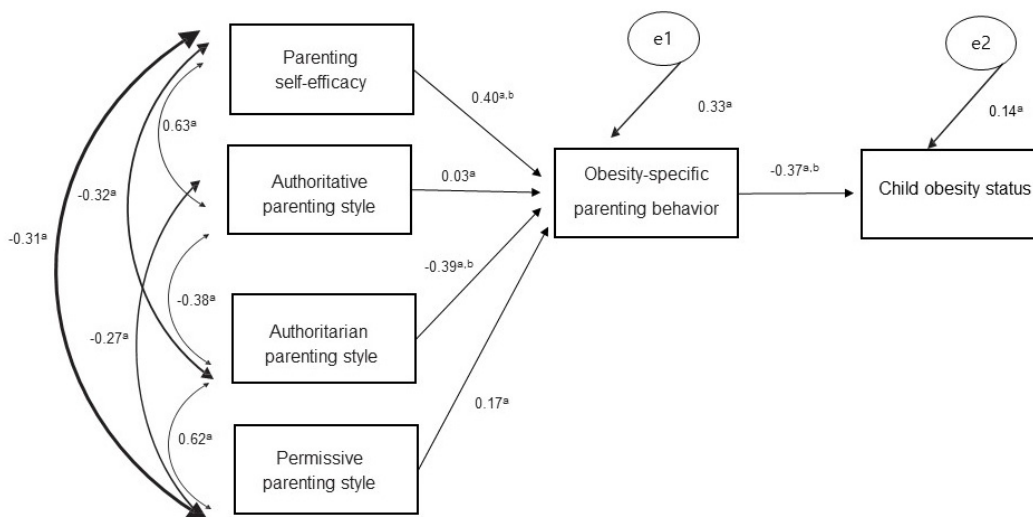 e1
e2
Parenting
self-efficacy
0.40ᵃ,ᵇ
0.33ᵃ
0.14ᵃ
0.63ᵃ
Authoritative
parenting style
0.03ᵃ
Obesity-specific
parenting behavior
-0.37ᵃ,ᵇ
Child obesity status
-0.32ᵃ
-0.31ᵃ
-0.39ᵃ,ᵇ
-0.38ᵃ
-0.27ᵃ
Authoritarian
parenting style
0.17ᵃ
0.62ᵃ
Permissive
parenting style